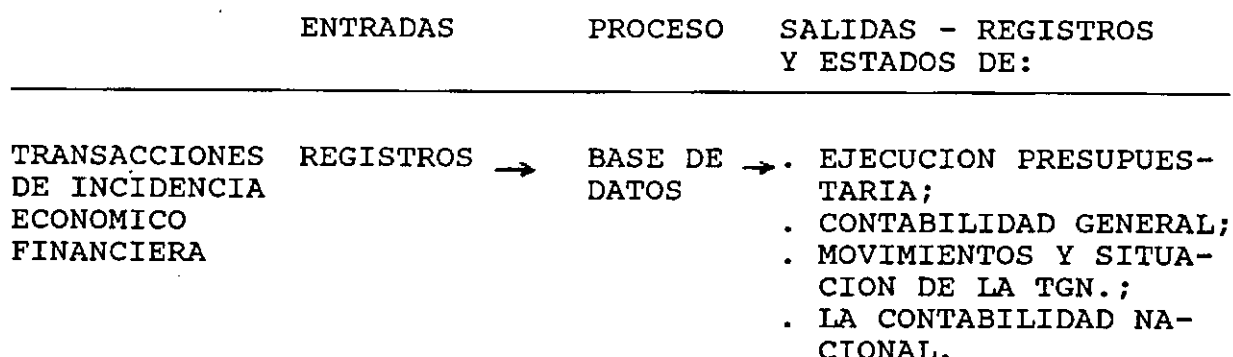 ENTRADAS PROCESO SALIDAS - REGISTROS
Y ESTADOS DE:
TRANSACCIONES REGISTROS → BASE DE →. EJECUCION PRESUPUES-
DE INCIDENCIA DATOS TARIA;
ECONOMICO . CONTABILIDAD GENERAL;
FINANCIERA . MOVIMIENTOS Y SITUA-
CION DE LA TGN.;
. LA CONTABILIDAD NA-
CIONAL.